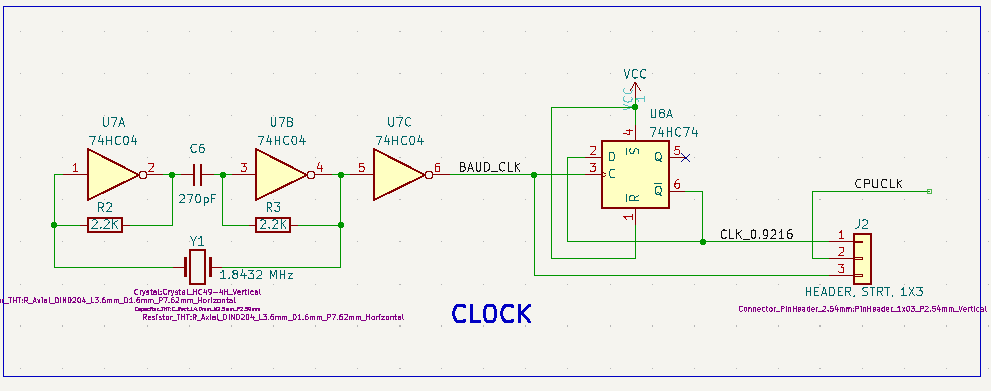 VCC
VCC
1
U7A
74HC04
U7B
74HC04
U7C
74HC04
U8A
74HC74
4
S
1
2
C6
270pF
3
4
5
6
BAUD_CLK
2
D
3
C
Q
5
Q
6
R
1
CPUCLK
R2
2.2K
R3
2.2K
Y1
1.8432 MHz
CLK_0.9216
J2
1
2
3
HEADER, STRT, 1X3
Crystal:Crystal_HC49-4H_Vertical
_THT:R_Axial_DIN0204_L3.6mm_D1.6mm_P7.62mm_Horizontal
Resistor_THT:R_Axial_DIN0204_L3.6mm_D1.6mm_P7.62mm_Horizontal
Connector_PinHeader_2.54mm:PinHeader_1x03_P2.54mm_Vertical
CLOCK